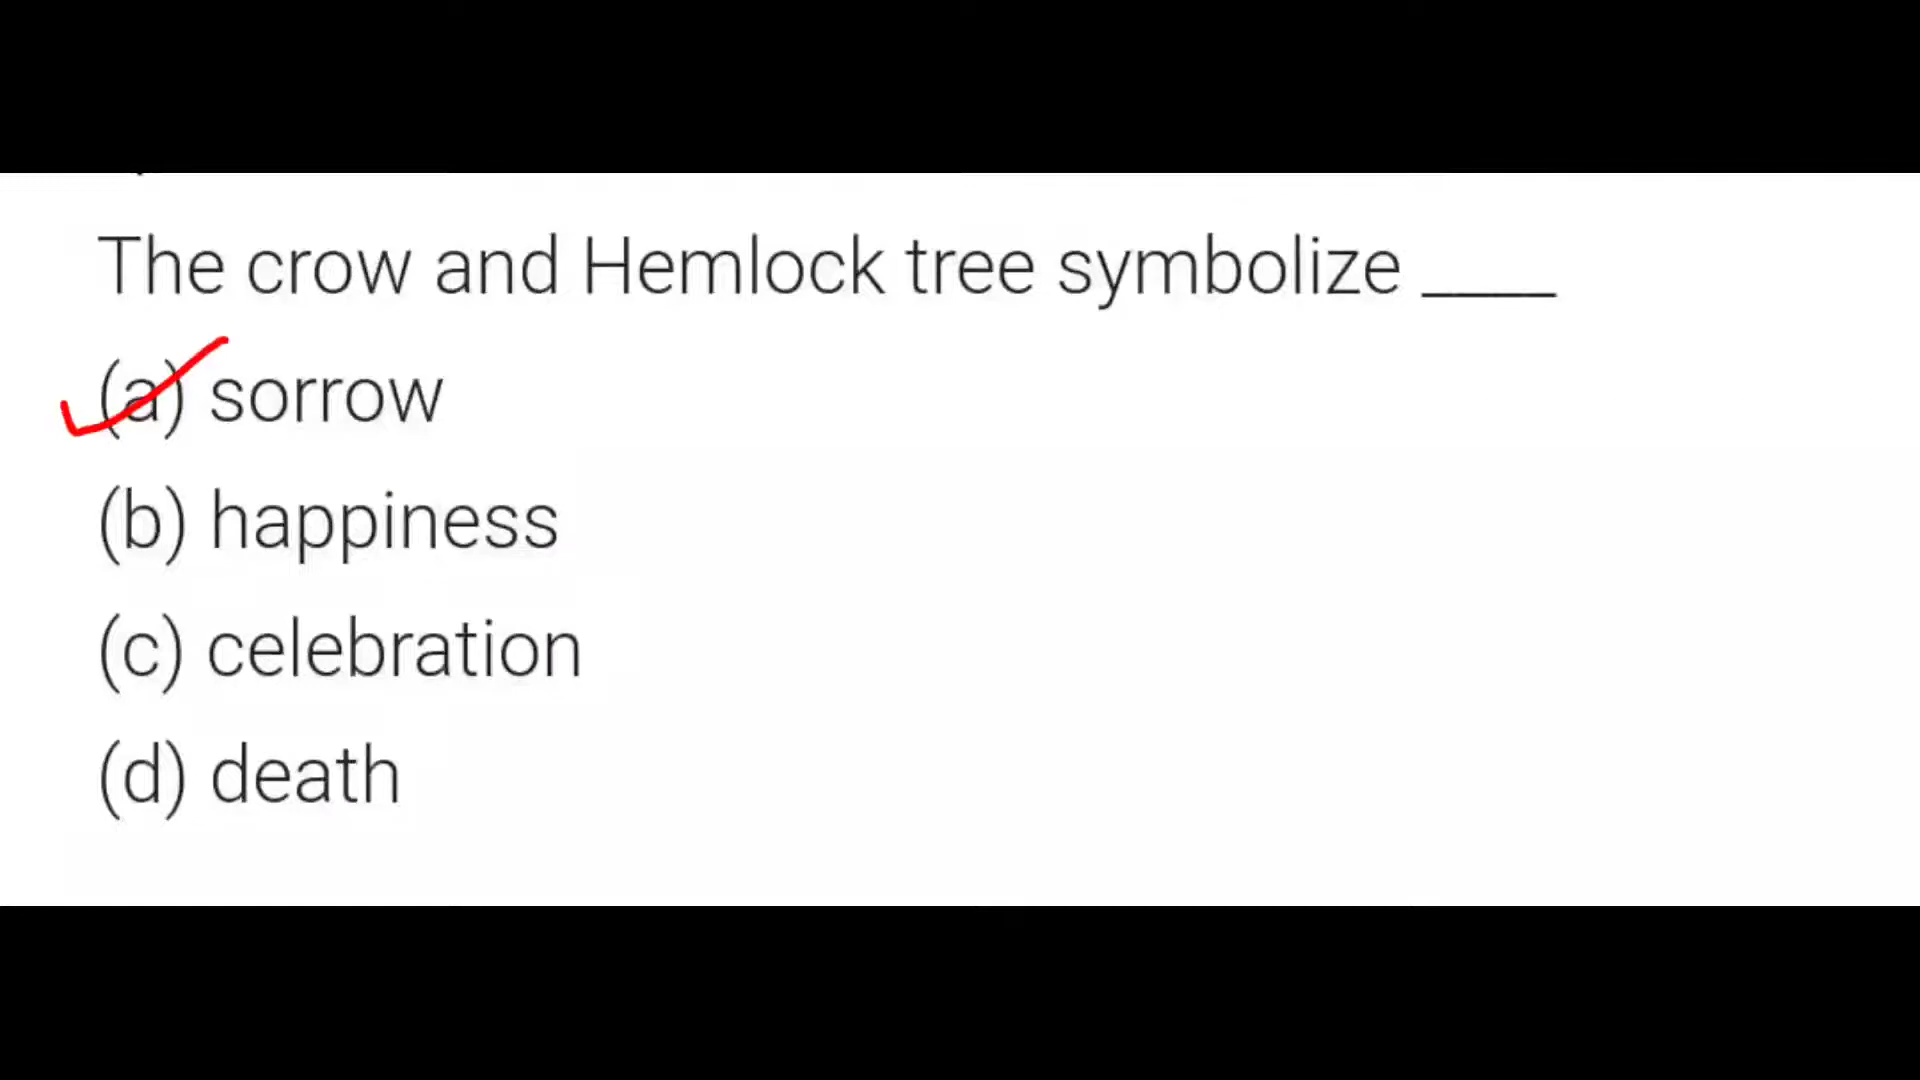 The crow and Hemlock tree symbolize ____
(a) sorrow
(b) happiness
(c) celebration
(d) death